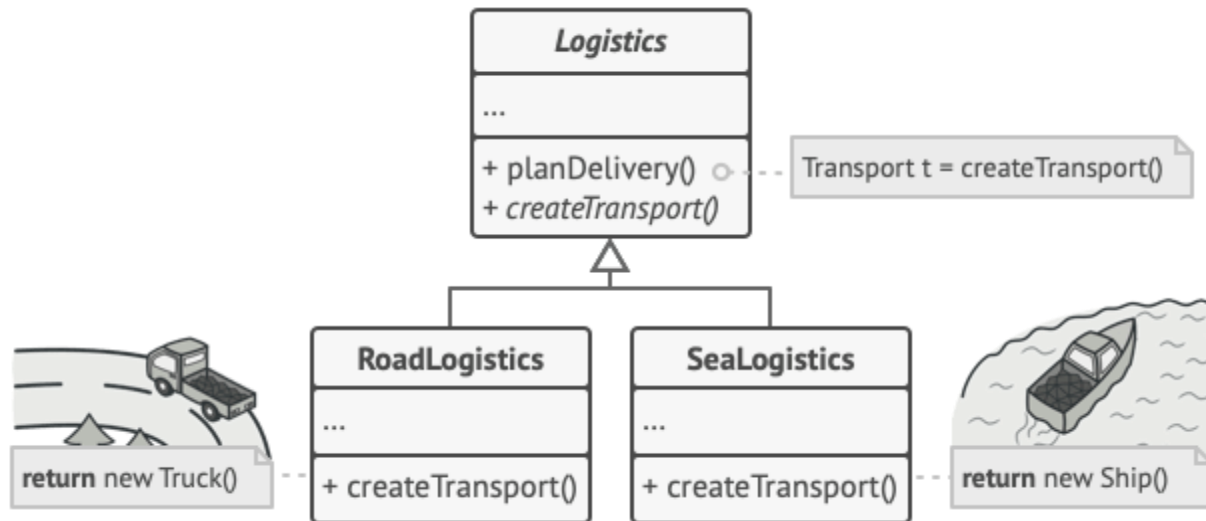 Logistics
...
+ planDelivery()
Transport t = createTransport()
+ createTransport()
RoadLogistics
...
+ createTransport()
return new Truck()
SeaLogistics
...
+ createTransport()
return new Ship()